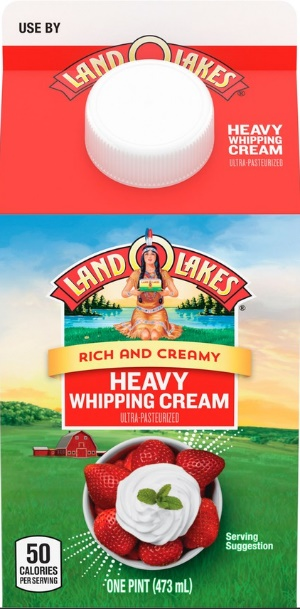 USE BY
LAND O LAKES®
HEAVY
WHIPPING
CREAM
ULTRA-PASTEURIZED
LAND O LAKES®
RICH AND CREAMY
HEAVY
WHIPPING CREAM
ULTRA-PASTEURIZED
50
CALORIES
PER SERVING
Serving
Suggestion
ONE PINT (473 mL)